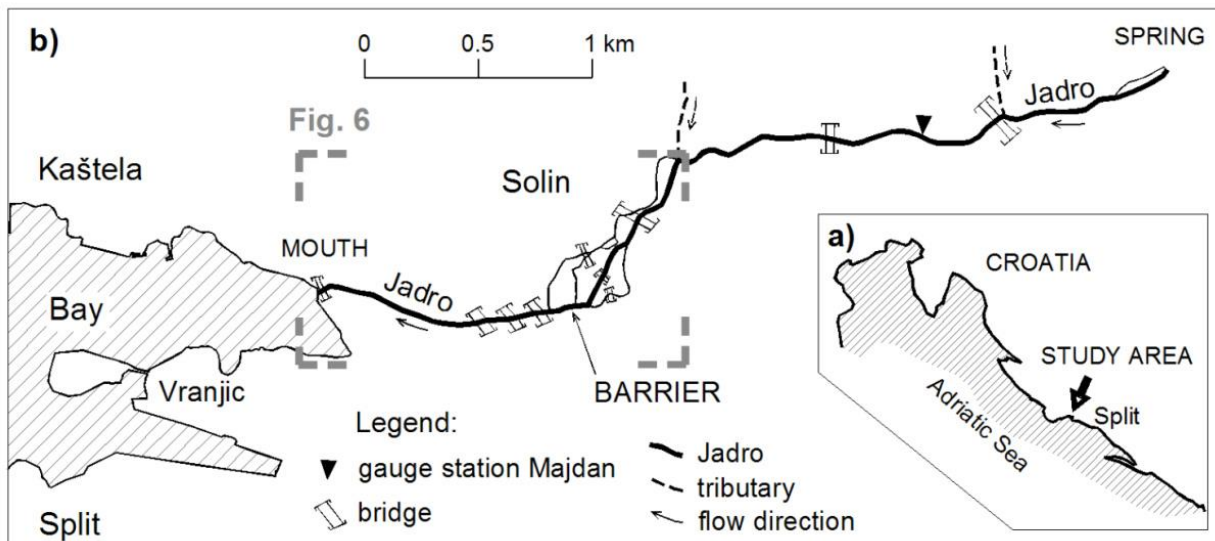 b)
0 0.5 1 km
SPRING
Jadro
Fig. 6
Kaštela
Solin
MOUTH
Jadro
Bay
Vranjic
BARRIER
Split
Legend:
gauge station Majdan
bridge
Jadro
tributary
flow direction
a)
CROATIA
STUDY AREA
Split
Adriatic Sea